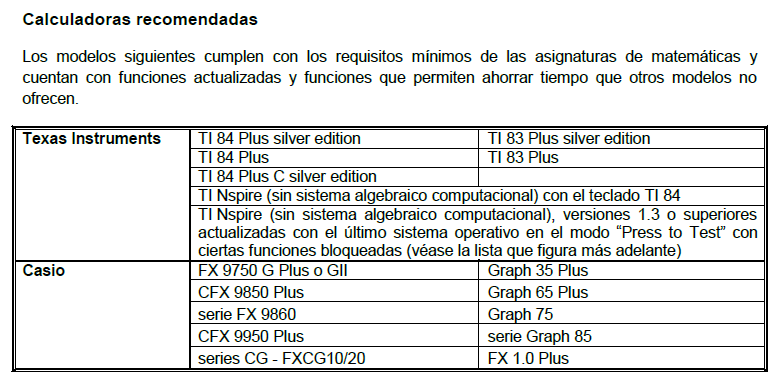 Calculadoras recomendadas
Los modelos siguientes cumplen con los requisitos mínimos de las asignaturas de matemáticas y
cuentan con funciones actualizadas y funciones que permiten ahorrar tiempo que otros modelos no
ofrecen.
Texas Instruments TI 84 Plus silver edition TI 83 Plus silver edition
TI 84 Plus TI 83 Plus
TI 84 Plus C silver edition
TI Nspire (sin sistema algebraico computacional) con el teclado TI 84
TI Nspire (sin sistema algebraico computacional), versiones 1.3 o superiores
actualizadas con el último sistema operativo en el modo “Press to Test” con
ciertas funciones bloqueadas (véase la lista que figura más adelante)
Casio FX 9750 G Plus o GII Graph 35 Plus
CFX 9850 Plus Graph 65 Plus
serie FX 9860 Graph 75
CFX 9950 Plus serie Graph 85
series CG - FXCG10/20 FX 1.0 Plus